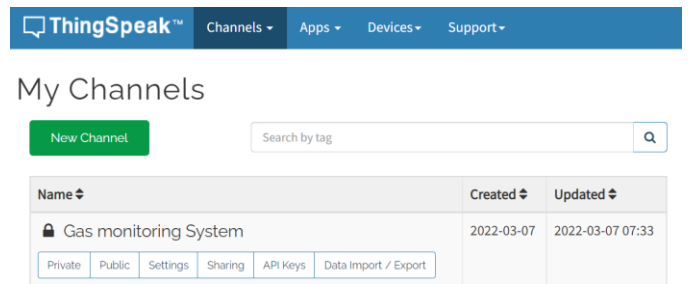 ThingSpeak™ Channels Apps Devices Support
My Channels
New Channel Search by tag
Name Created Updated
Gas monitoring System 2022-03-07 2022-03-07 07:33
Private Public Settings Sharing API Keys Data Import / Export